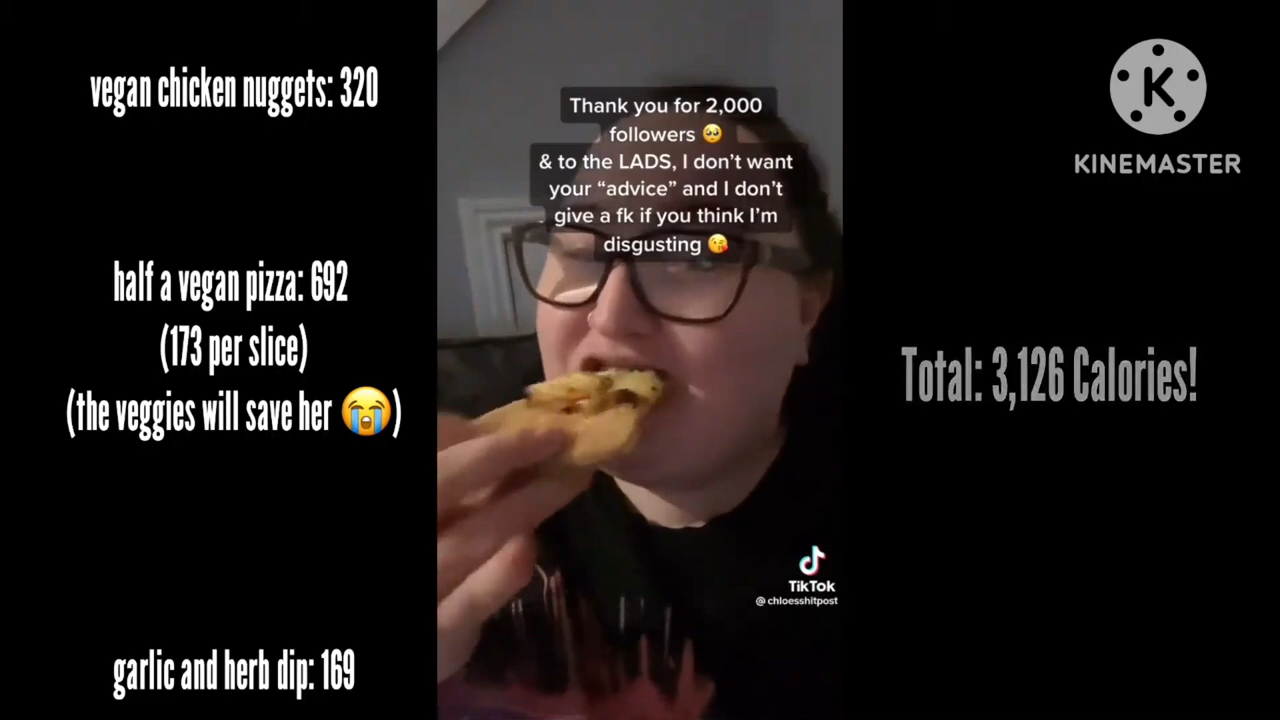 vegan chicken nuggets: 320
half a vegan pizza: 692
(173 per slice)
(the veggies will save her 😭)
garlic and herb dip: 169
Thank you for 2,000
followers 🥺
& to the LADS, I don't want
your “advice” and I don't
give a fk if you think I'm
disgusting 😘
TikTok
@chloesshitpost
K
KINEMASTER
Total: 3,126 Calories!